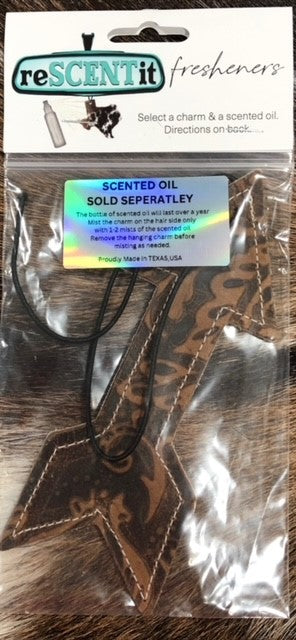 reSCENTit fresheners
Select a charm & a scented oil.
Directions on back......
SCENTED OIL
SOLD SEPERATLEY
The bottle of scented oil will last over a year
Mist the charm on the hair side only
with 1-2 mists of the scented oil
Remove the hanging charm before
misting as needed.
Proudly Made in TEXAS,USA